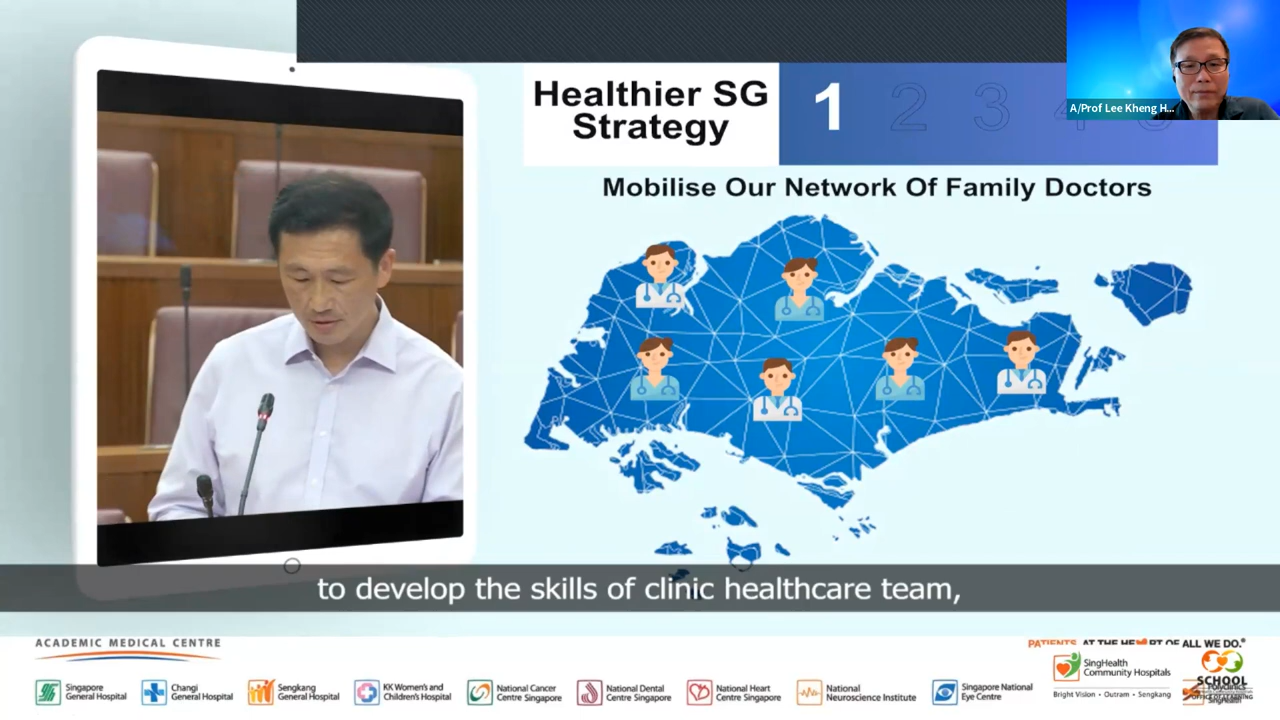 Healthier SG
Strategy
1 2 3 4
A/Prof Lee Kheng H...
Mobilise Our Network Of Family Doctors
to develop the skills of clinic healthcare team,
ACADEMIC MEDICAL CENTRE
PATIENTS. AT THE HEART OF ALL WE DO.®
Singapore
General Hospital
Changi
General Hospital
Sengkang
General Hospital
KK Women's and
Children's Hospital
National Cancer
Centre Singapore
National Dental
Centre Singapore
National Heart
Centre Singapore
National
Neuroscience Institute
Singapore National
Eye Centre
SingHealth
Community Hospitals
Bright Vision • Outram • Sengkang
SCHOOL
Polyclinics
SingHealth